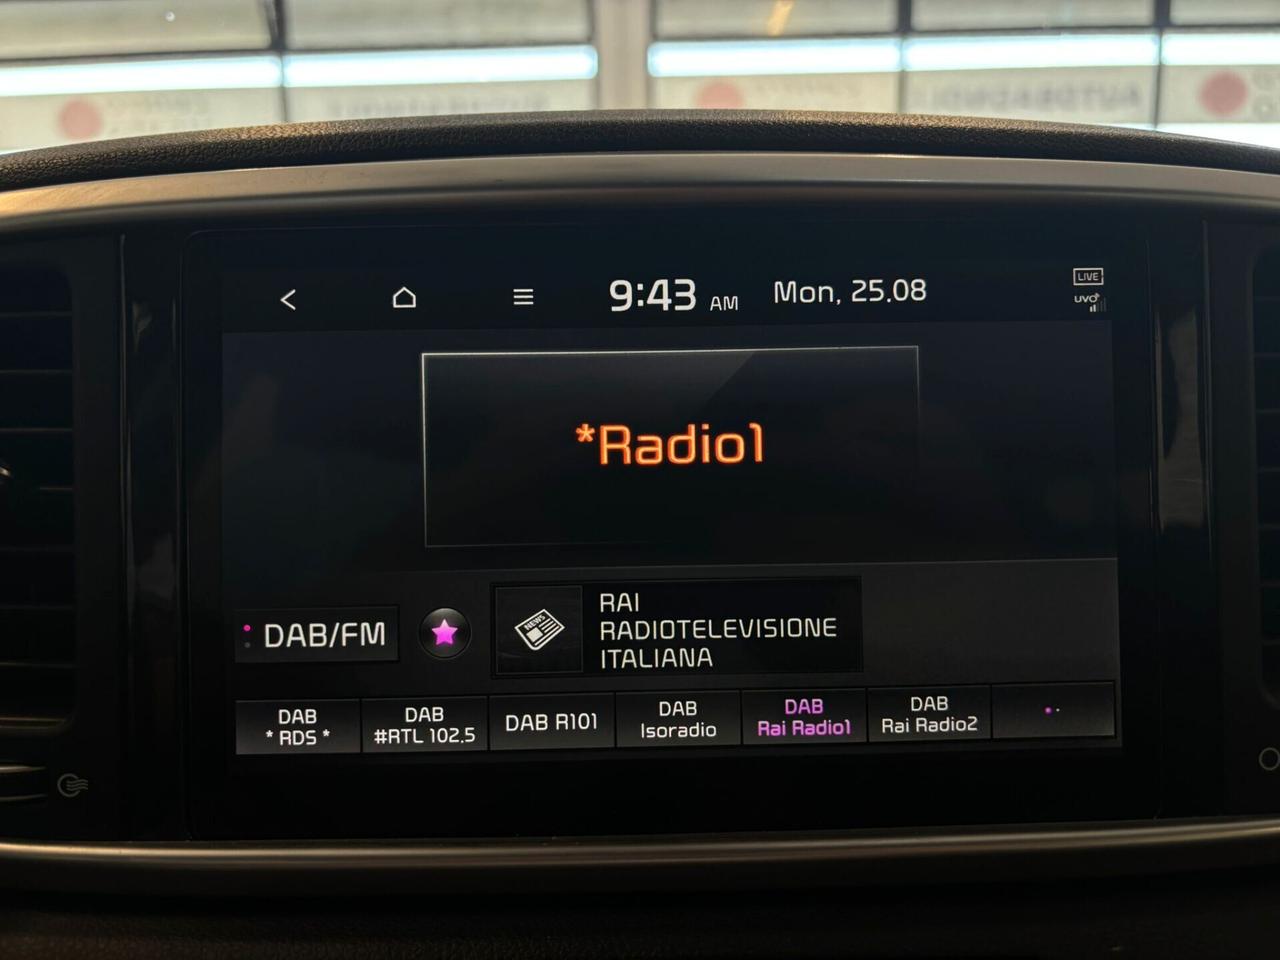 9:43 AM Mon, 25.08
LIVE
UVO
*Radio1
DAB/FM
NEWS
RAI
RADIOTELEVISIONE
ITALIANA
DAB
* RDS *
DAB
#RTL 102.5
DAB R101
DAB
Isoradio
DAB
Rai Radio1
DAB
Rai Radio2